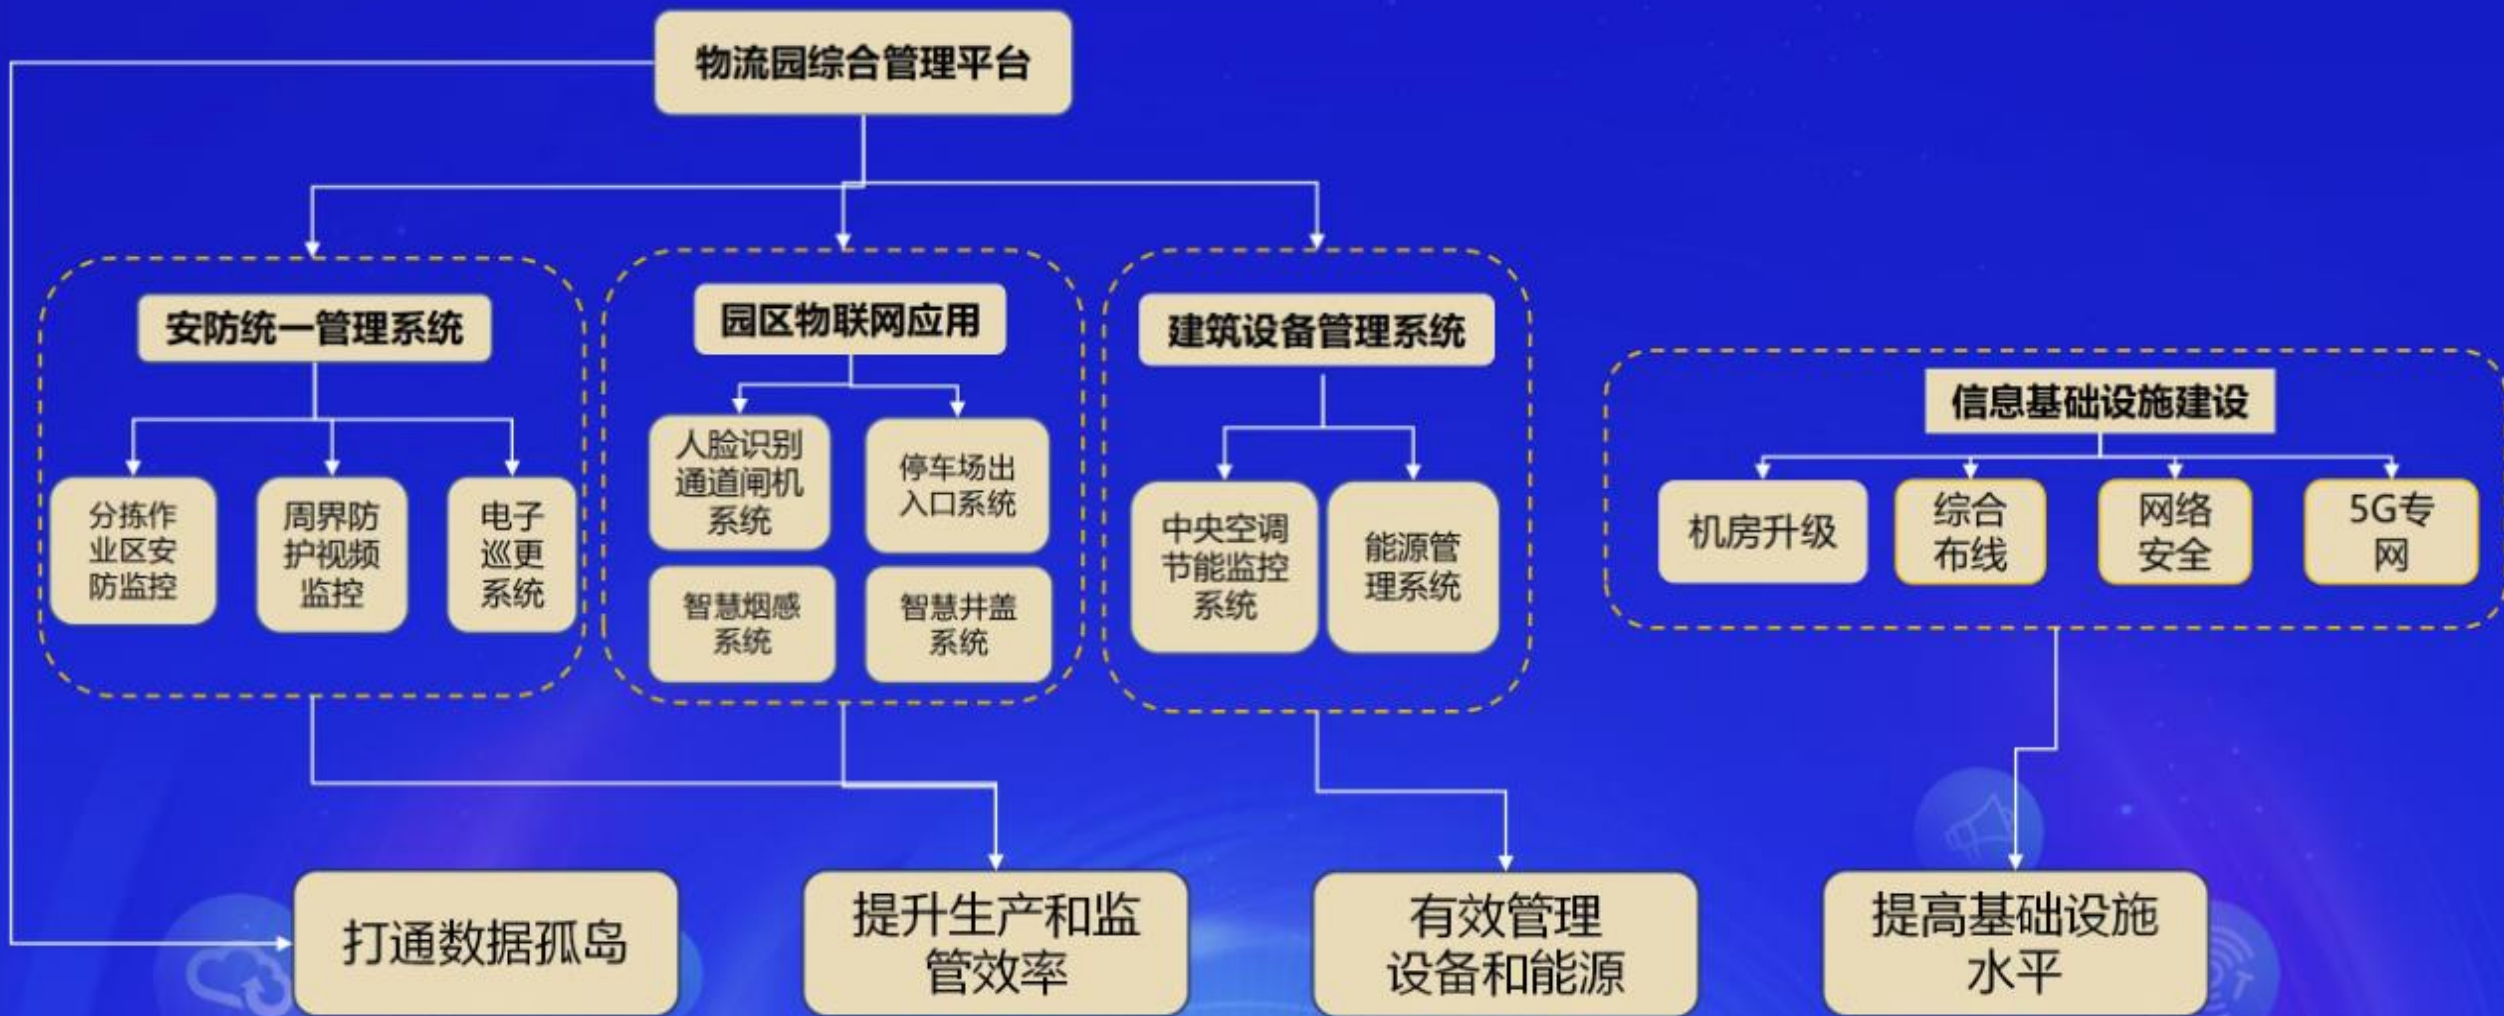 物流园综合管理平台
安防统一管理系统
分拣作
业区安
防监控
周界防
护视频
监控
电子
巡更
系统
园区物联网应用
人脸识别
通道闸机
系统
停车场出
入口系统
智慧烟感
系统
智慧井盖
系统
建筑设备管理系统
中央空调
节能监控
系统
能源管
理系统
信息基础设施建设
机房升级
综合
布线
网络
安全
5G专
网
打通数据孤岛
提升生产和监
管效率
有效管理
设备和能源
提高基础设施
水平